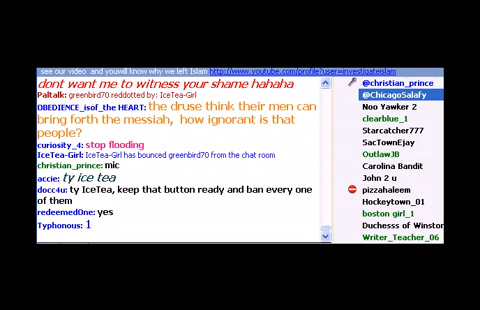 see our video and youwill know why we left Islam http://www.youtube.com/profile?user=investigateislam
dont want me to witness your shame hahaha
Paltalk: greenbird70 reddotted by: IceTea-Girl
OBEDIENCE_isof_the HEART: the druse think their men can
bring forth the messiah, how ignorant is that
people?
curiosity_4: stop flooding
IceTea-Girl: IceTea-Girl has bounced greenbird70 from the chat room
christian_prince: mic
accie: ty ice tea
docc4u: ty IceTea, keep that button ready and ban every one
of them
redeemedOne: yes
Typhonous: 1
@christian_prince
@ChicagoSalafy
Noo Yawker 2
clearblue_1
Starcatcher777
SacTownEjay
OutlawJB
Carolina Bandit
John 2 u
pizzahaleem
Hockeytown_01
boston girl_1
Duchesss of Winston
Writer_Teacher_06